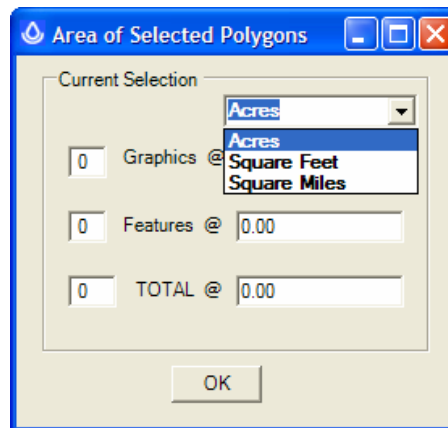 Area of Selected Polygons
Current Selection
Acres
Acres
0 Graphics @ Square Feet
Square Miles
0 Features @ 0.00
0 TOTAL @ 0.00
OK